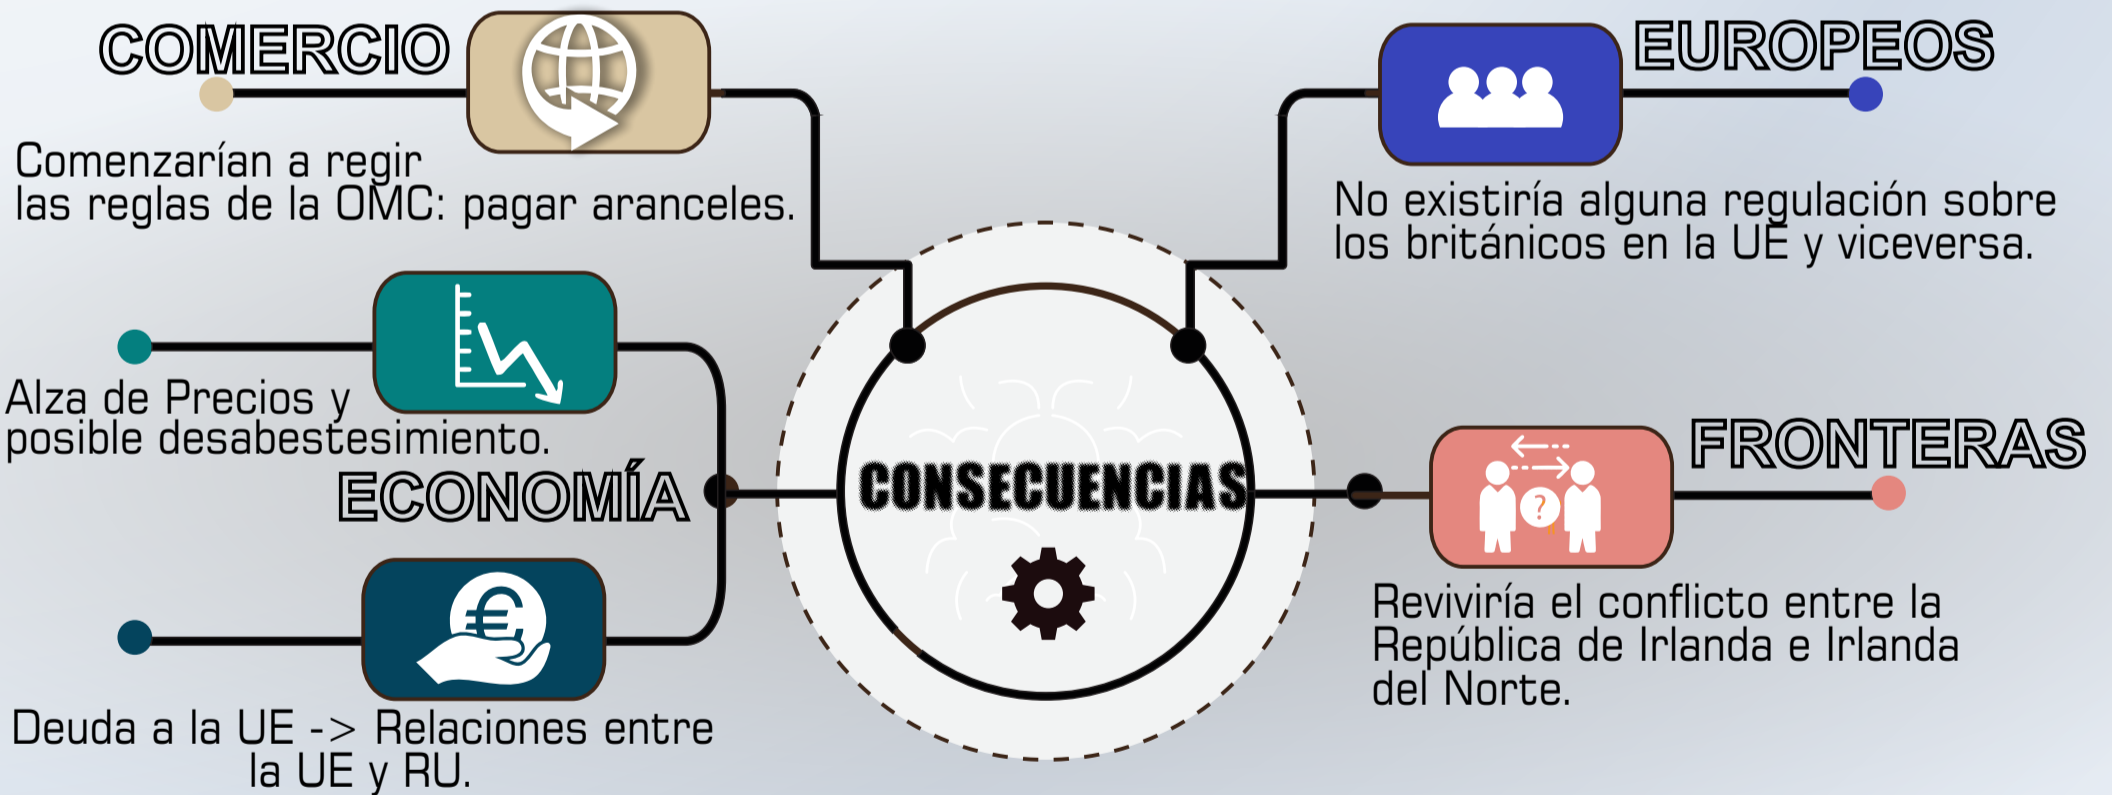 COMERCIO
Comenzarían a regir
las reglas de la OMC: pagar aranceles.
Alza de Precios y
posible desabestesimiento.
ECONOMÍA
Deuda a la UE -> Relaciones entre
la UE y RU.
CONSECUENCIAS
EUROPEOS
No existiría alguna regulación sobre
los británicos en la UE y viceversa.
FRONTERAS
?
Reviviría el conflicto entre la
República de Irlanda e Irlanda
del Norte.